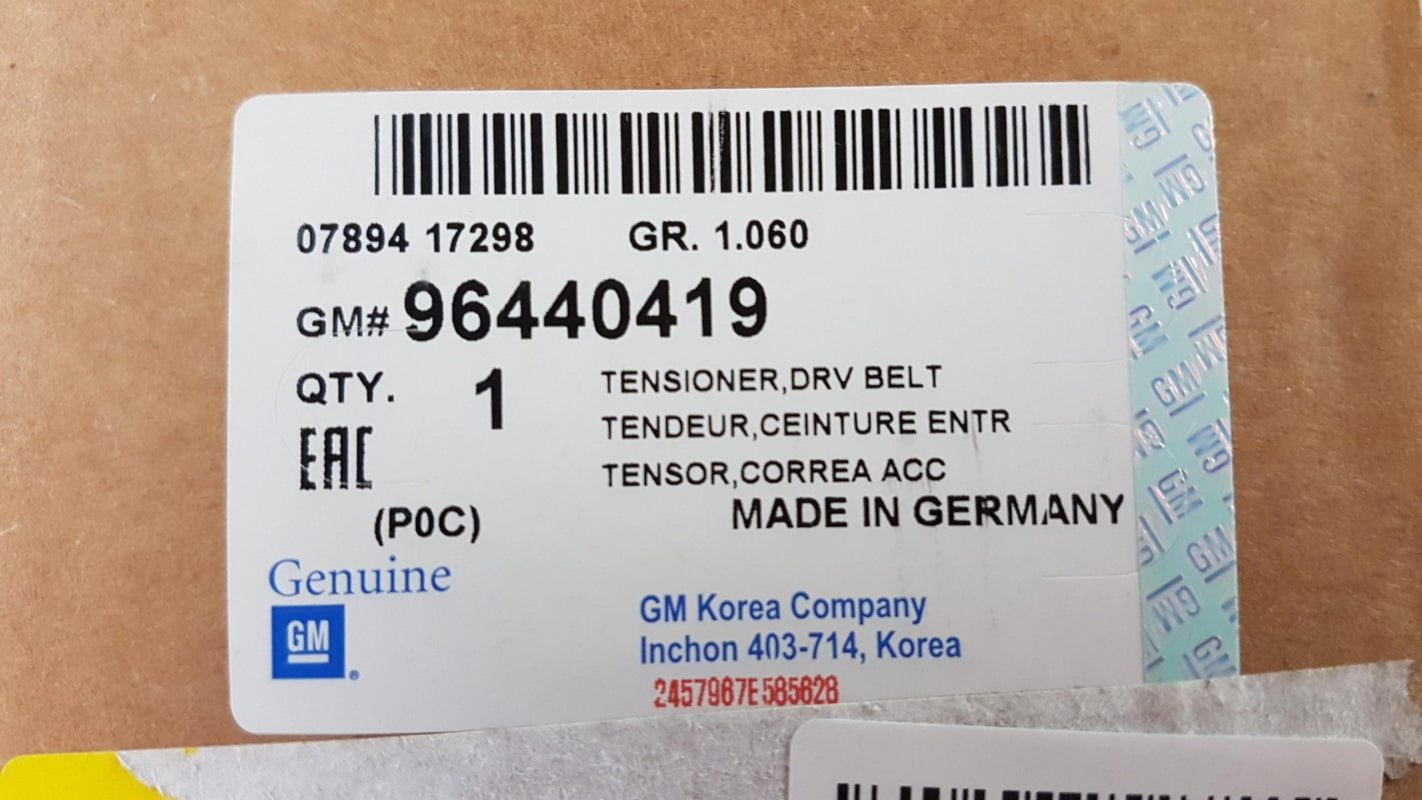 07894 17298 GR. 1.060
GM# 96440419
QTY. 1 TENSIONER,DRV BELT
TENDEUR,CEINTURE ENTR
EAC
TENSOR,CORREA ACC
(P0C) MADE IN GERMANY
Genuine
GM
GM Korea Company
Inchon 403-714, Korea
2457967E585628